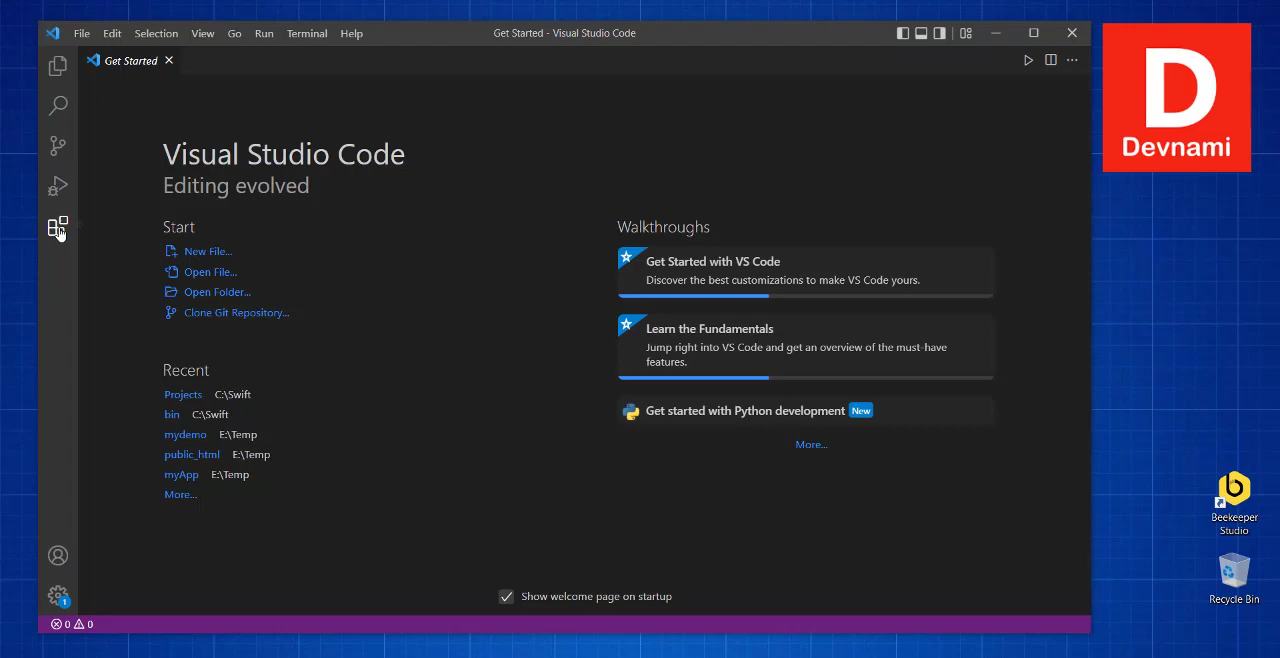 File Edit Selection View Go Run Terminal Help
Get Started - Visual Studio Code
Get Started
Visual Studio Code
Editing evolved
Start
New File...
Open File...
Open Folder...
Clone Git Repository...
Recent
Projects C:\Swift
bin C:\Swift
mydemo E:\Temp
public_html E:\Temp
myApp E:\Temp
More...
Walkthroughs
Get Started with VS Code
Discover the best customizations to make VS Code yours.
Learn the Fundamentals
Jump right into VS Code and get an overview of the must-have
features.
Get started with Python development New
More...
Show welcome page on startup
1
0 0
D
Devnami
b
Beekeeper
Studio
Recycle Bin